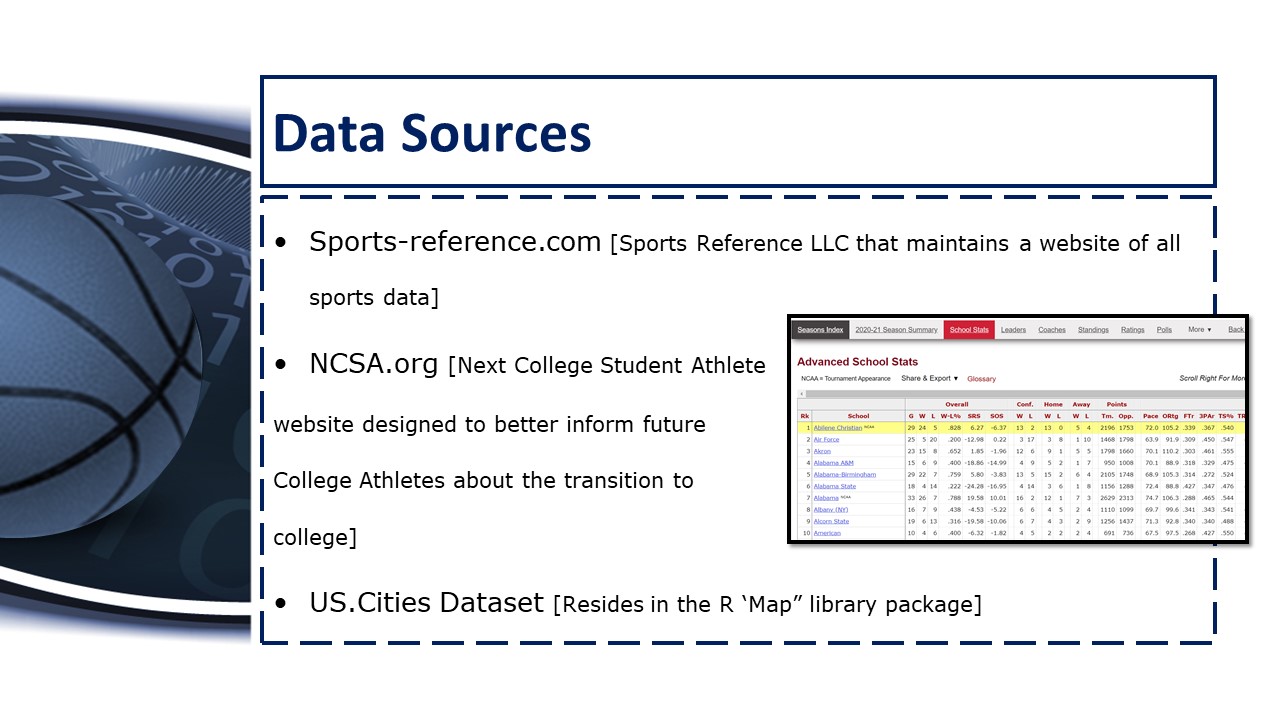 Data Sources
• Sports-reference.com [Sports Reference LLC that maintains a website of all
sports data]
• NCSA.org [Next College Student Athlete
website designed to better inform future
College Athletes about the transition to
college]
• US.Cities Dataset [Resides in the R ‘Map” library package]
Seasons Index 2020-21 Season Summary School Stats Leaders Coaches Standings Ratings Polls More ▼ Back
Advanced School Stats
NCAA = Tournament Appearance Share & Export ▼ Glossary Scroll Right For Mor
Overall Conf. Home Away Points
Rk School G W L W-L% SRS SOS W L W L W L Tm. Opp. Pace ORtg FTr 3PAr TS% TR
1 Abilene Christian NCAA 29 24 5 .828 6.27 -6.37 13 2 13 0 5 4 2196 1753 72.0 105.2 .339 .367 .540
2 Air Force 25 5 20 .200 -12.98 0.22 3 17 3 8 1 10 1468 1798 63.9 91.9 .309 .450 .547
3 Akron 23 15 8 .652 1.85 -1.96 12 6 9 1 5 5 1798 1660 70.1 110.2 .303 .461 .555
4 Alabama A&M 15 6 9 .400 -18.86 -14.99 4 9 5 2 1 7 950 1008 70.1 88.9 .318 .329 .475
5 Alabama-Birmingham 29 22 7 .759 5.80 -3.83 13 5 15 2 6 4 2105 1748 68.9 105.3 .314 .272 .524
6 Alabama State 18 4 14 .222 -24.28 -16.95 4 14 3 6 1 8 1156 1288 72.4 88.8 .427 .347 .476
7 Alabama NCAA 33 26 7 .788 19.58 10.01 16 2 12 1 7 3 2629 2313 74.7 106.3 .288 .465 .544
8 Albany (NY) 16 7 9 .438 -4.53 -5.22 6 6 4 5 2 4 1110 1099 69.7 99.6 .341 .343 .541
9 Alcorn State 19 6 13 .316 -19.58 -10.06 6 7 4 3 2 9 1256 1437 71.3 92.8 .340 .340 .488
10 American 10 4 6 .400 -6.32 -1.82 4 5 2 2 2 4 691 736 67.5 97.5 .268 .427 .550